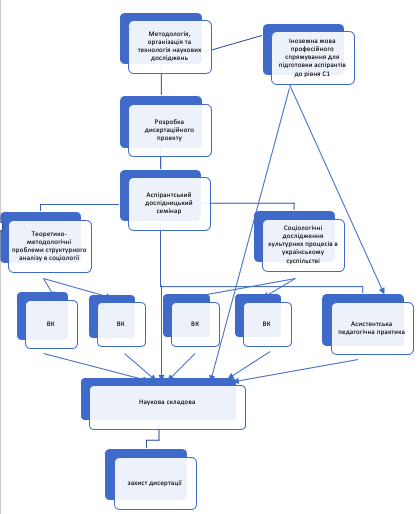 Методологія,
організація та
технологія наукових
досліджень
Іноземна мова
професійного
спрямування для
підготовки аспірантів
до рівня С1
Розробка
дисертаційного
проекту
Аспірантський
дослідницький
семінар
Теоретико-
методологічні
проблеми структурного
аналізу в соціології
Соціологічні
дослідження
культурних процесів в
українському
суспільстві
ВК
ВК
ВК
ВК
Асистентська
педагогічна практика
Наукова складова
захист дисертації